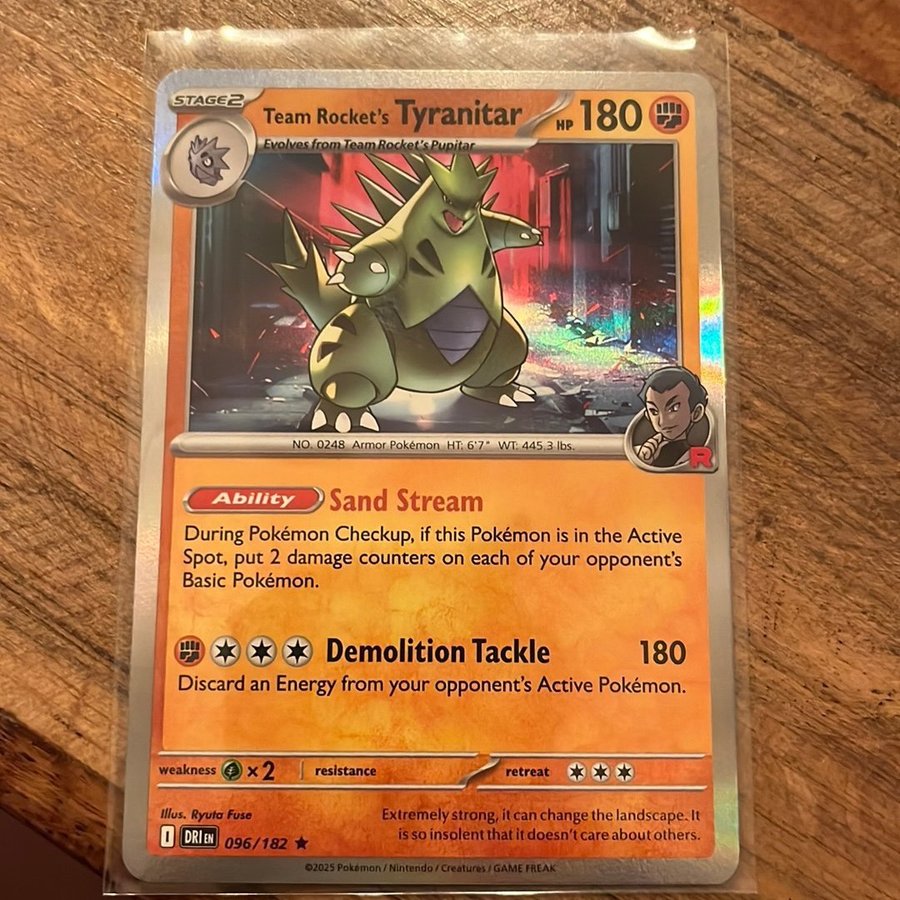 STAGE2
Team Rocket's Tyranitar HP 180
Evolves from Team Rocket's Pupitar
NO. 0248 Armor Pokémon HT: 6'7" WT: 445.3 lbs.
R
Ability Sand Stream
During Pokémon Checkup, if this Pokémon is in the Active
Spot, put 2 damage counters on each of your opponent's
Basic Pokémon.
Demolition Tackle 180
Discard an Energy from your opponent's Active Pokémon.
weakness ×2 resistance retreat
Illus. Ryuta Fuse
Extremely strong, it can change the landscape. It
is so insolent that it doesn't care about others.
I DRI EN 096/182 ★
©2025 Pokémon / Nintendo / Creatures / GAME FREAK